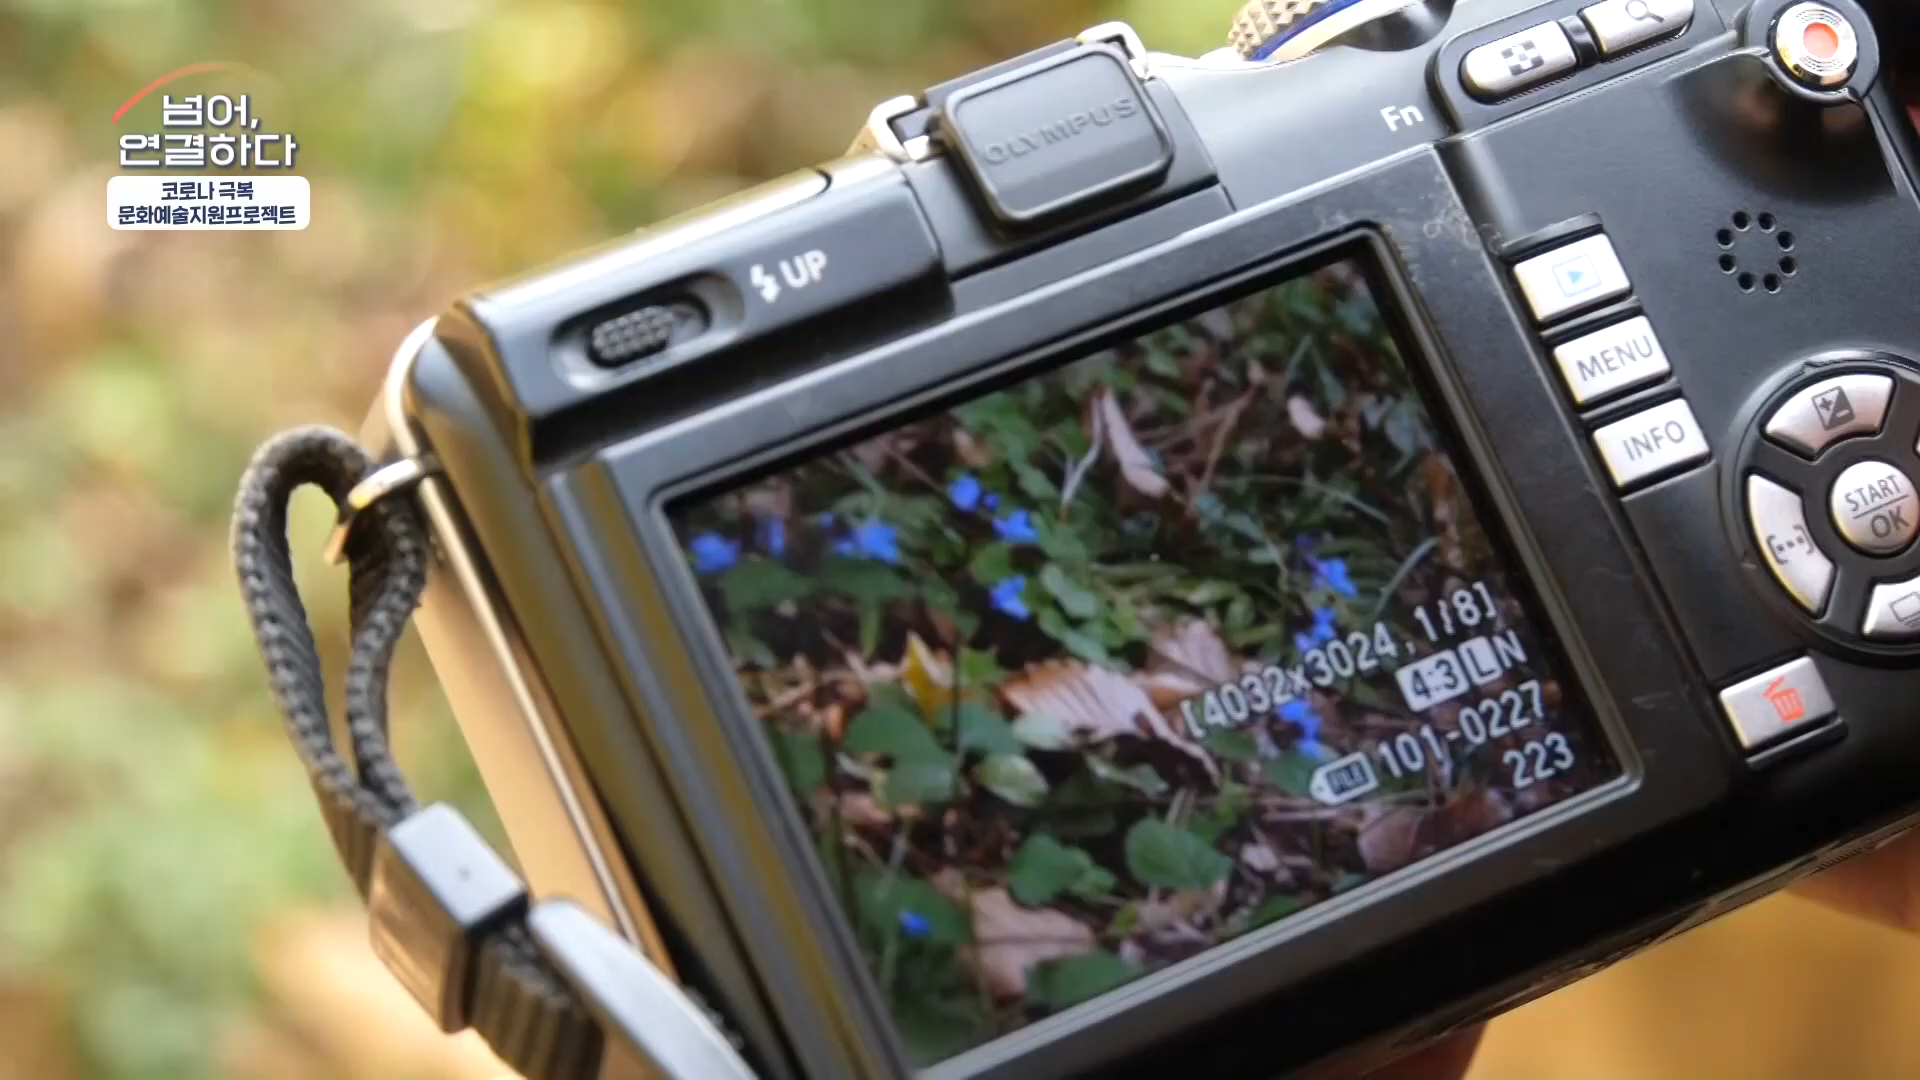 넘어,
연결하다
코로나 극복
문화예술지원프로젝트
OLYMPUS
Fn
UP
MENU
INFO
START
OK
[4032x3024, 1/8]
4:3 L N
FILE 101-0227
223